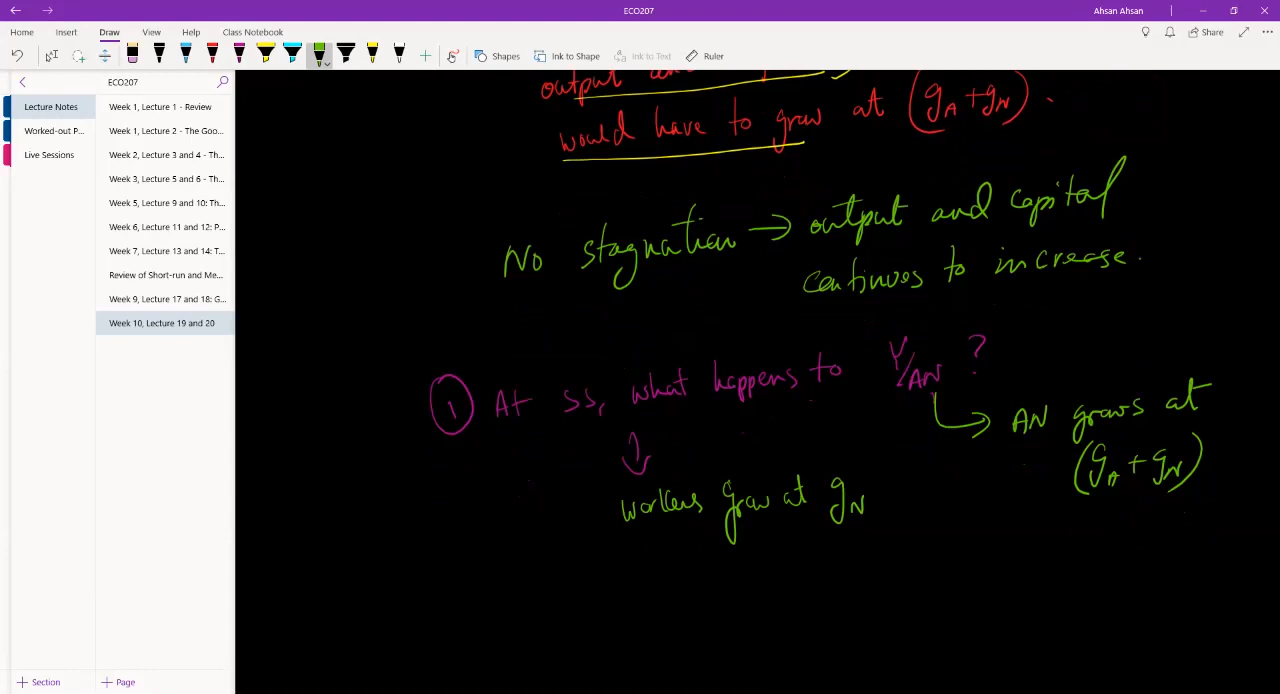 ECO207
Ahsan Ahsan
Home Insert Draw View Help Class Notebook
Share
Shapes Ink to Shape Ink to Text Ruler
ECO207
Lecture Notes
Worked-out P...
Live Sessions
Week 1, Lecture 1 - Review
Week 1, Lecture 2 - The Goo...
Week 2, Lecture 3 and 4 - Th...
Week 3, Lecture 5 and 6 - Th...
Week 5, Lecture 9 and 10: Th...
Week 6, Lecture 11 and 12: P...
Week 7, Lecture 13 and 14: T...
Review of Short-run and Me...
Week 9, Lecture 17 and 18: G...
Week 10, Lecture 19 and 20
output
would have to grow at (gA + gN).
No stagnation → output and capital
continues to increase.
1 At SS, what happens to Y/AN ?
AN grows at
(gA + gN)
workers grow at gN
+ Section
+ Page